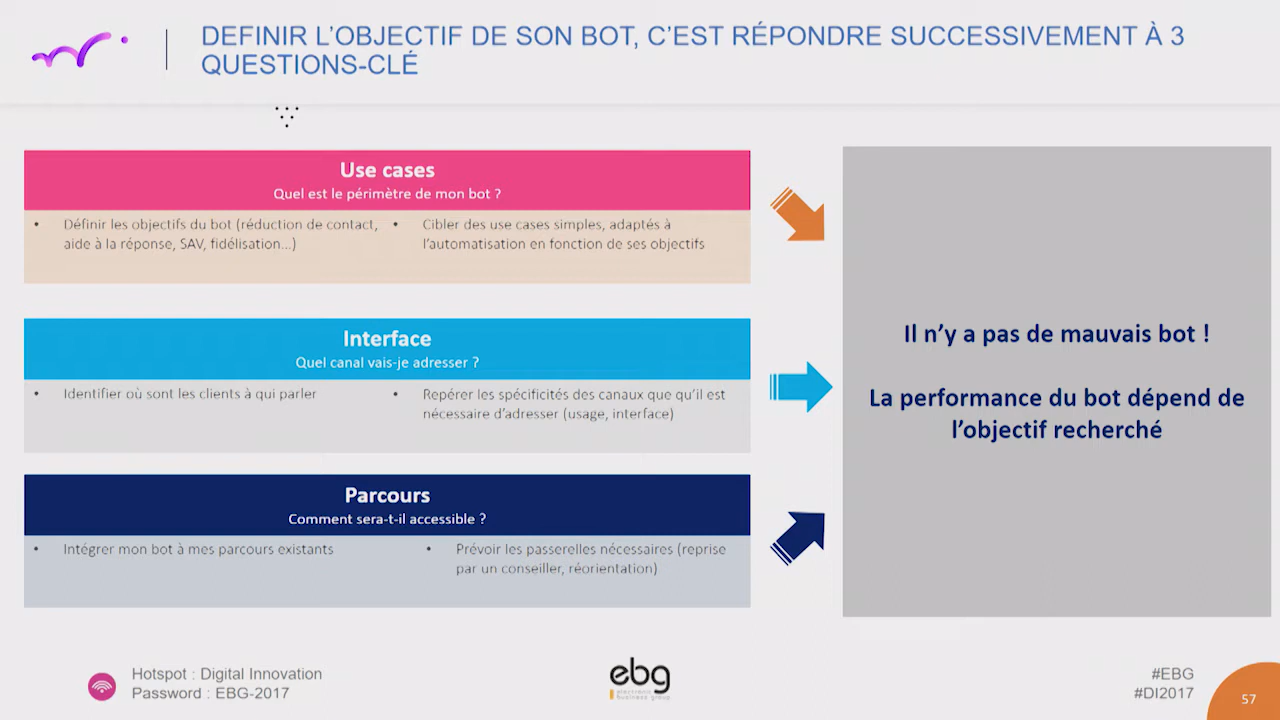 DEFINIR L’OBJECTIF DE SON BOT, C’EST RÉPONDRE SUCCESSIVEMENT À 3
QUESTIONS-CLÉ
Use cases
Quel est le périmètre de mon bot ?
• Définir les objectifs du bot (réduction de contact,
aide à la réponse, SAV, fidélisation...)
• Cibler des use cases simples, adaptés à
l’automatisation en fonction de ses objectifs
Interface
Quel canal vais-je adresser ?
• Identifier où sont les clients à qui parler
• Repérer les spécificités des canaux que qu’il est
nécessaire d’adresser (usage, interface)
Parcours
Comment sera-t-il accessible ?
• Intégrer mon bot à mes parcours existants
• Prévoir les passerelles nécessaires (reprise
par un conseiller, réorientation)
Il n’y a pas de mauvais bot !
La performance du bot dépend de
l’objectif recherché
Hotspot : Digital Innovation
Password : EBG-2017
ebg
electronic
business group
#EBG
#DI2017
57